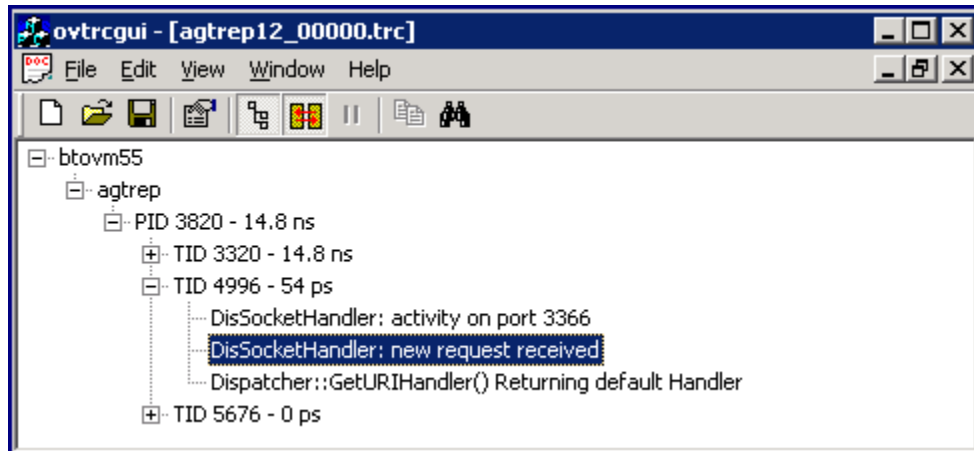 ovtrcgui - [agtrep12_00000.trc]
DOC File Edit View Window Help
btovm55
agtrep
PID 3820 - 14.8 ns
TID 3320 - 14.8 ns
TID 4996 - 54 ps
DisSocketHandler: activity on port 3366
DisSocketHandler: new request received
Dispatcher::GetURIHandler() Returning default Handler
TID 5676 - 0 ps